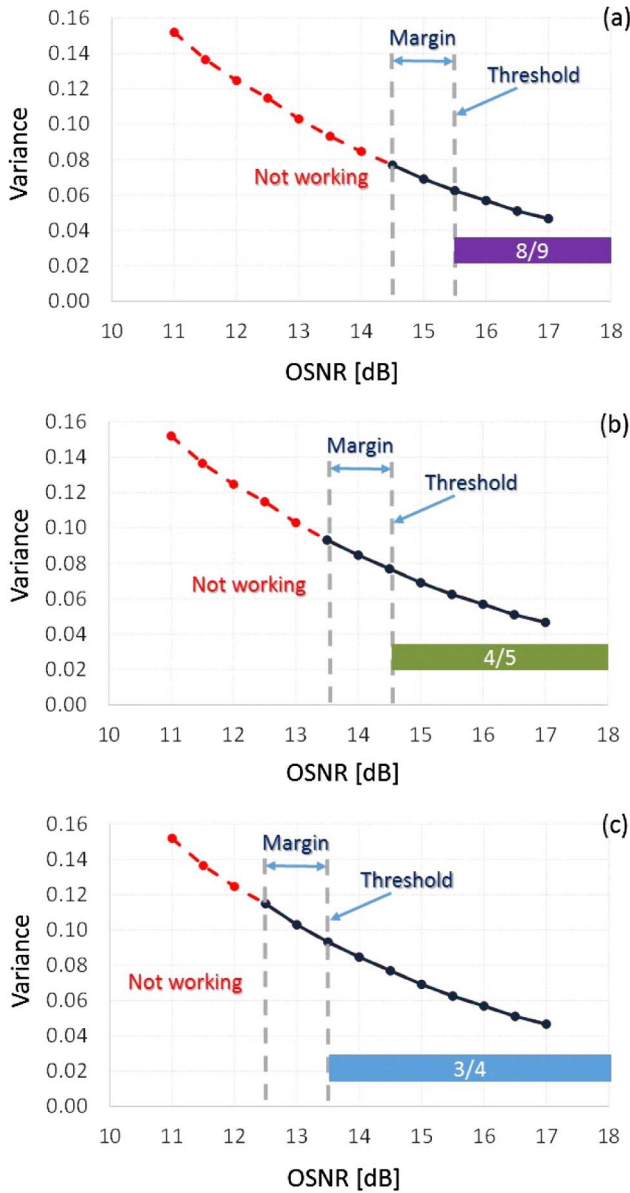 (a)
0.16
0.14
0.12
0.10
0.08
0.06
0.04
0.02
0.00
Variance
Margin
Threshold
Not working
8/9
10 11 12 13 14 15 16 17 18
OSNR [dB]
(b)
0.16
0.14
0.12
0.10
0.08
0.06
0.04
0.02
0.00
Variance
Margin
Threshold
Not working
4/5
10 11 12 13 14 15 16 17 18
OSNR [dB]
(c)
0.16
0.14
0.12
0.10
0.08
0.06
0.04
0.02
0.00
Variance
Margin
Threshold
Not working
3/4
10 11 12 13 14 15 16 17 18
OSNR [dB]